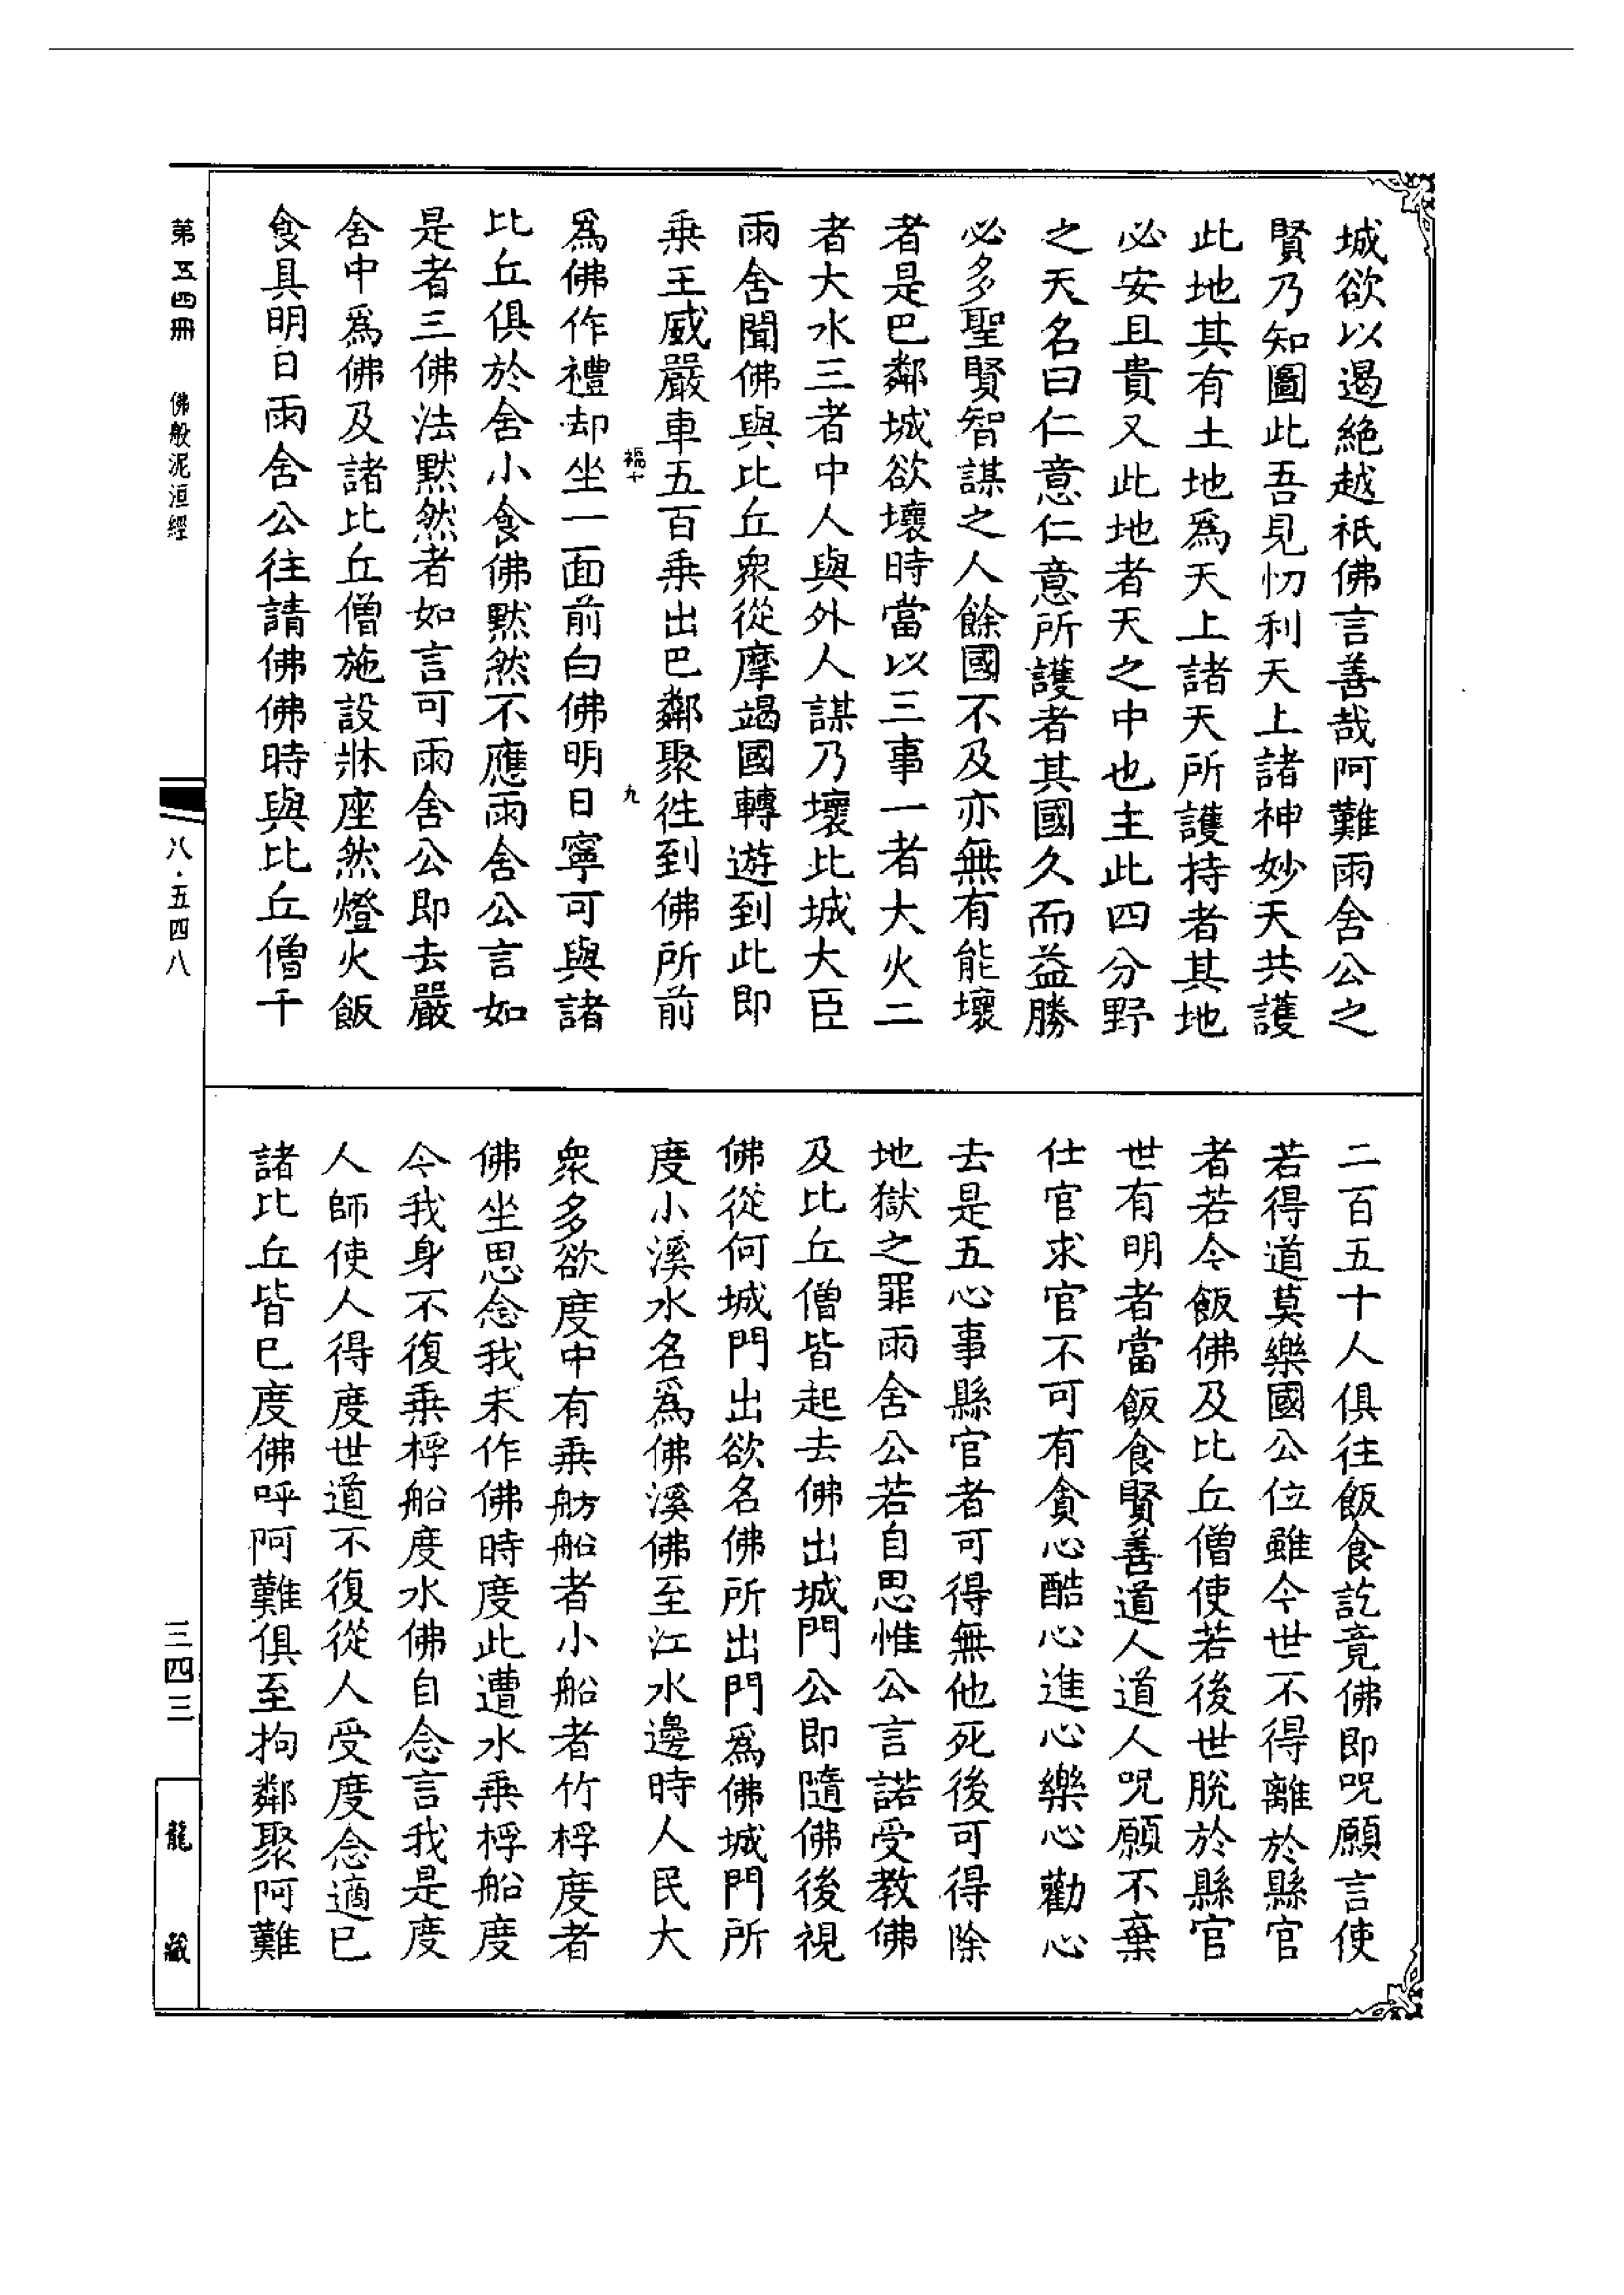 城欲以遏絶越祇佛言善哉阿難雨舍公之
賢乃知圖此吾見忉利天上諸神妙天共護
此地其有土地爲天上諸天所護持者其地
必安且貴又此地者天之中也主此四分野
之天名曰仁意仁意所護者其國久而益勝
必多聖賢智謀之人餘國不及亦無有能壞
者是巴鄰城欲壞時當以三事一者大火二
者大水三者中人與外人謀乃壞此城大臣
雨舍聞佛與比丘衆從摩竭國轉遊到此即
乗王威嚴車五百乗出巴鄰聚徃到佛所前
福十 九
爲佛作禮却坐一面前白佛明日寧可與諸
比丘俱於舍小食佛默然不應雨舍公言如
是者三佛法默然者如言可雨舍公即去嚴
舍中爲佛及諸比丘僧施設牀座然燈火飯
食具明日雨舍公往請佛佛時與比丘僧千
二百五十人俱往飯食訖竟佛即呪願言使
若得道莫樂國公位雖今世不得離於縣官
者若今飯佛及比丘僧使若後世脫於縣官
世有明者當飯食賢善道人道人呪願不棄
仕官求官不可有貪心酷心進心樂心勸心
去是五心事縣官者可得無他死後可得除
地獄之罪雨舍公若自思惟公言諾受教佛
及比丘僧皆起去佛出城門公即隨佛後視
佛從何城門出欲名佛所出門爲佛城門所
度小溪水名爲佛溪佛至江水邊時人民大
衆多欲度中有乗舫船者小船者竹桴度者
佛坐思念我未作佛時度此遭水乗桴船度
今我身不復乗桴船度水佛自念言我是度
人師使人得度世道不復從人受度念適已
諸比丘皆巳度佛呼阿難俱至拘鄰聚阿難
第五四冊 佛般泥洹經
八·五四八
三四三
龍藏